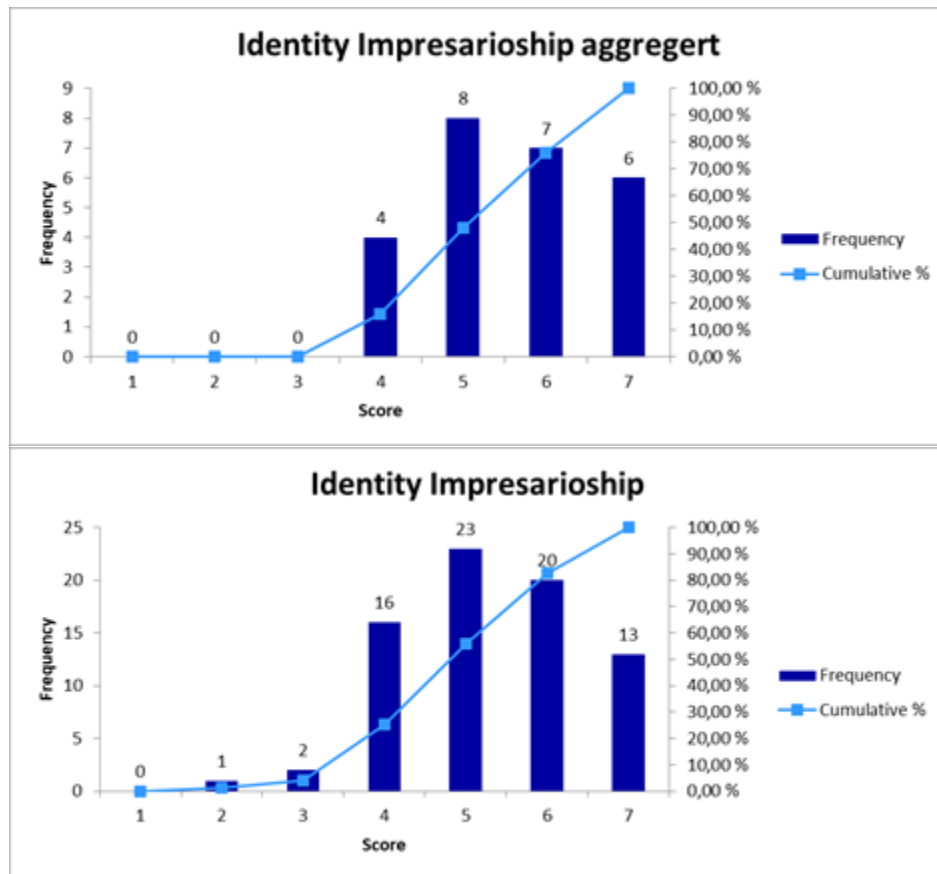 Identity Impresarioship aggregert
9 8 7 6 5 4 3 2 1 0
Frequency
0 0 0 4 8 7 6
100,00 %
90,00 %
80,00 %
70,00 %
60,00 %
50,00 %
40,00 %
30,00 %
20,00 %
10,00 %
0,00 %
1 2 3 4 5 6 7
Score
Frequency
Cumulative %
Identity Impresarioship
25 20 15 10 5 0
Frequency
0 1 2 16 23 20 13
100,00 %
90,00 %
80,00 %
70,00 %
60,00 %
50,00 %
40,00 %
30,00 %
20,00 %
10,00 %
0,00 %
1 2 3 4 5 6 7
Score
Frequency
Cumulative %